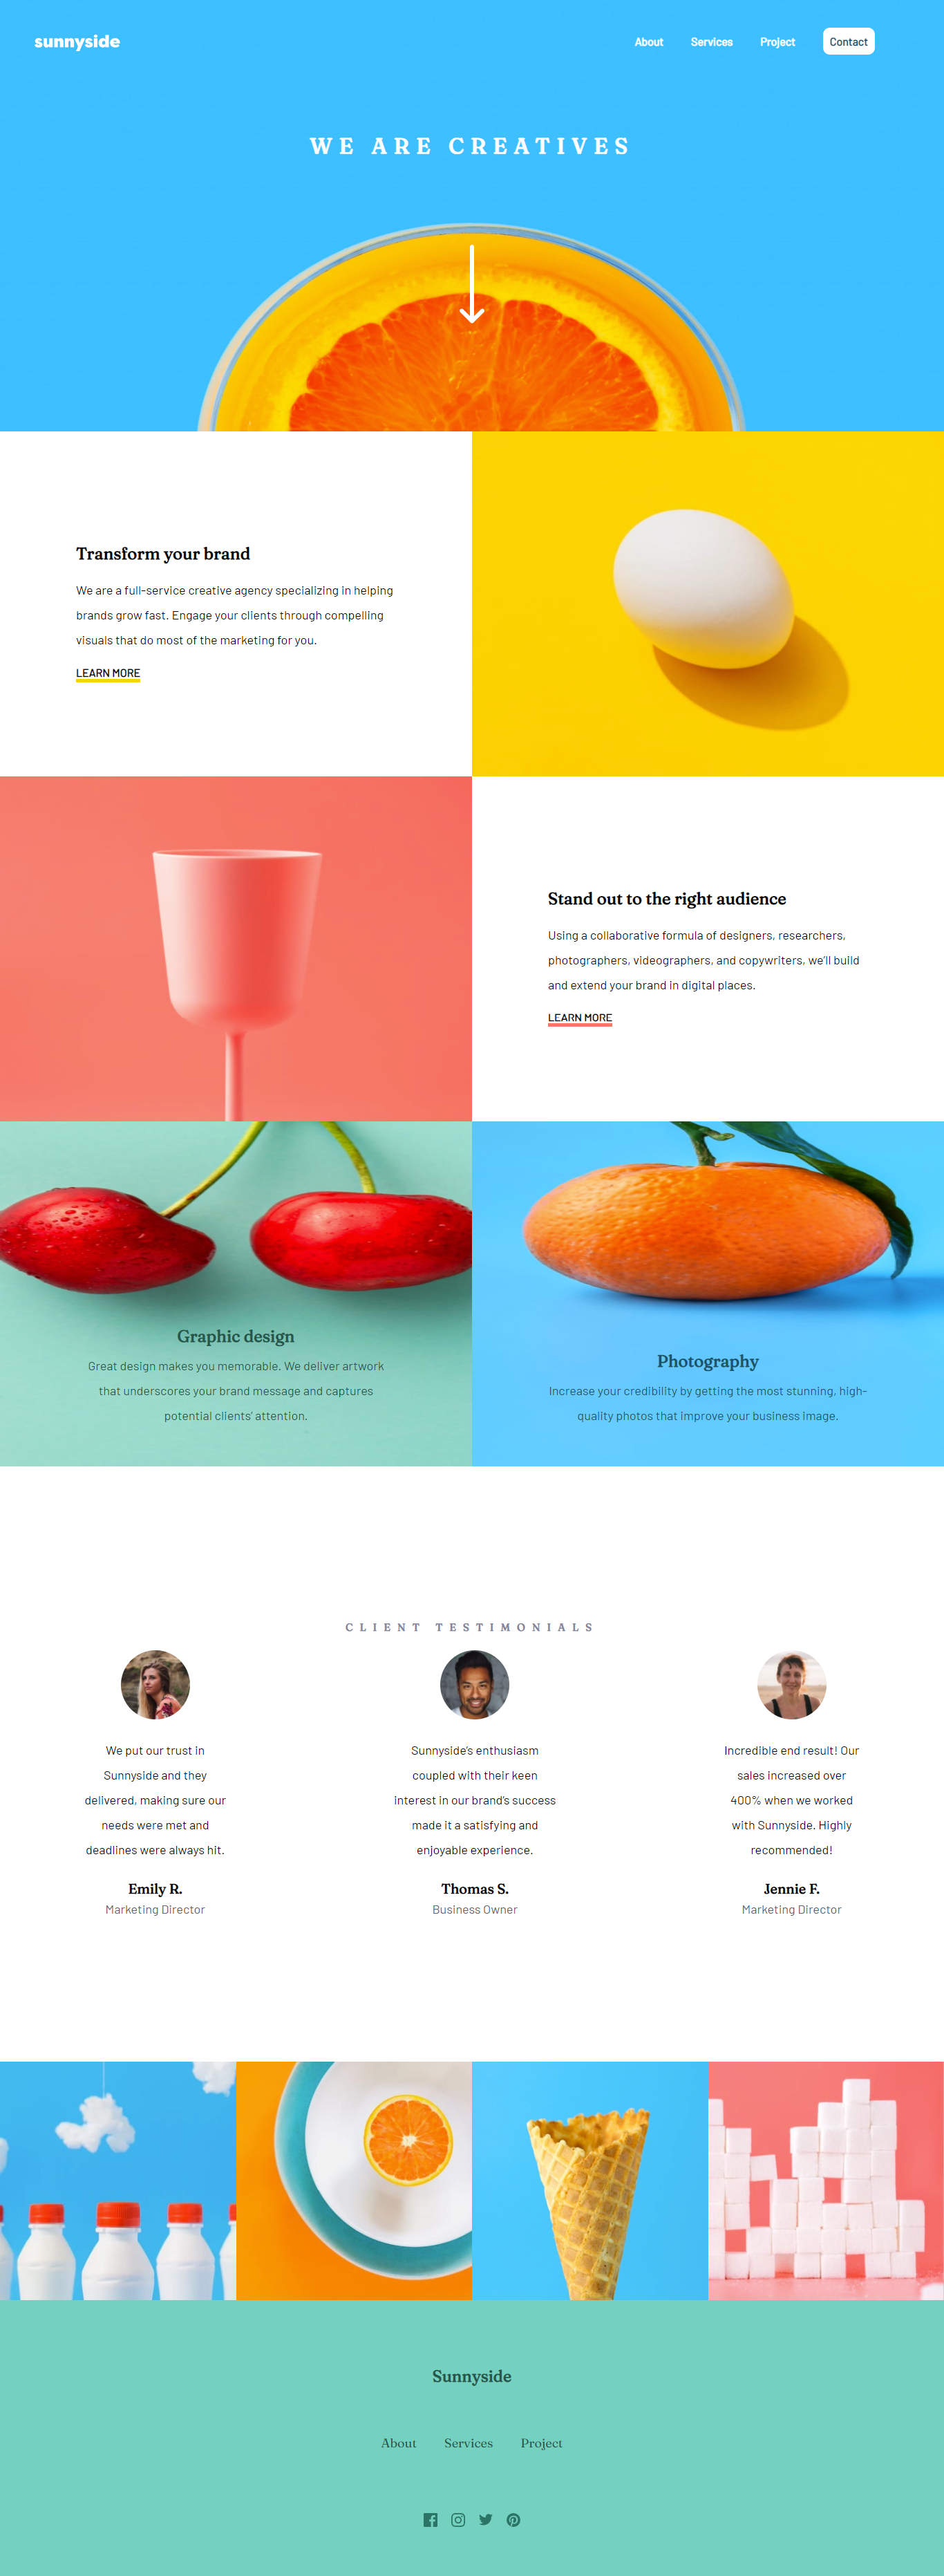 sunnyside
About Services Project Contact
WE ARE CREATIVES
Transform your brand
We are a full-service creative agency specializing in helping
brands grow fast. Engage your clients through compelling
visuals that do most of the marketing for you.
LEARN MORE
Stand out to the right audience
Using a collaborative formula of designers, researchers,
photographers, videographers, and copywriters, we'll build
and extend your brand in digital places.
LEARN MORE
Graphic design
Great design makes you memorable. We deliver artwork
that underscores your brand message and captures
potential clients' attention.
Photography
Increase your credibility by getting the most stunning, high-
quality photos that improve your business image.
CLIENT TESTIMONIALS
We put our trust in
Sunnyside and they
delivered, making sure our
needs were met and
deadlines were always hit.
Emily R.
Marketing Director
Sunnyside's enthusiasm
coupled with their keen
interest in our brand's success
made it a satisfying and
enjoyable experience.
Thomas S.
Business Owner
Incredible end result! Our
sales increased over
400% when we worked
with Sunnyside. Highly
recommended!
Jennie F.
Marketing Director
Sunnyside
About Services Project